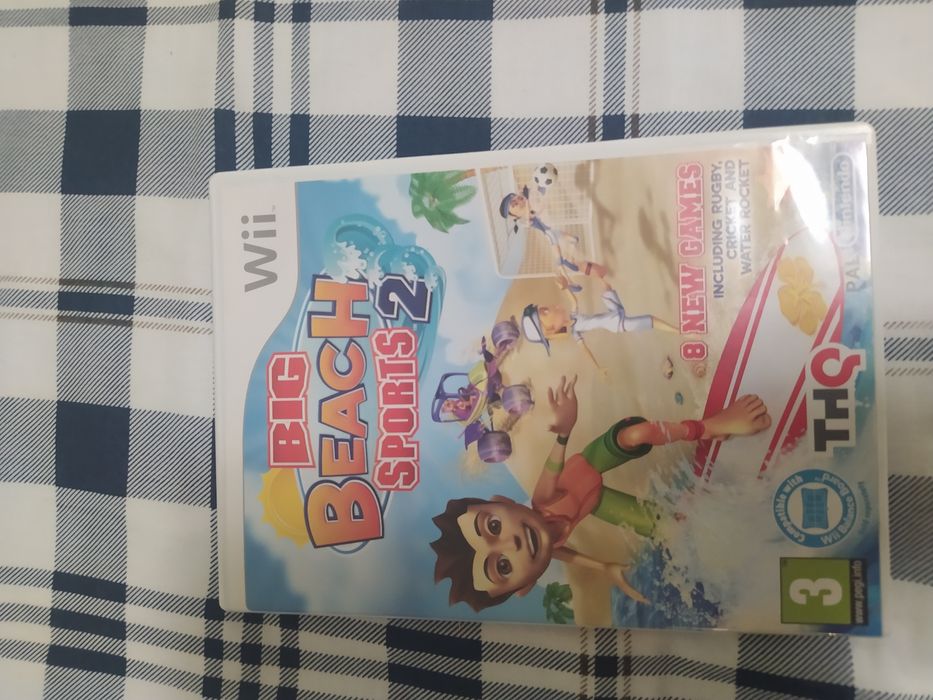 Wii
BIG
BEACH
SPORTS 2
8 NEW GAMES
INCLUDING RUGBY,
CRICKET AND
WATER ROCKET
3
www.pegi.info
Compatible with
Wii Balance Board
THQ
PAL
Nintendo